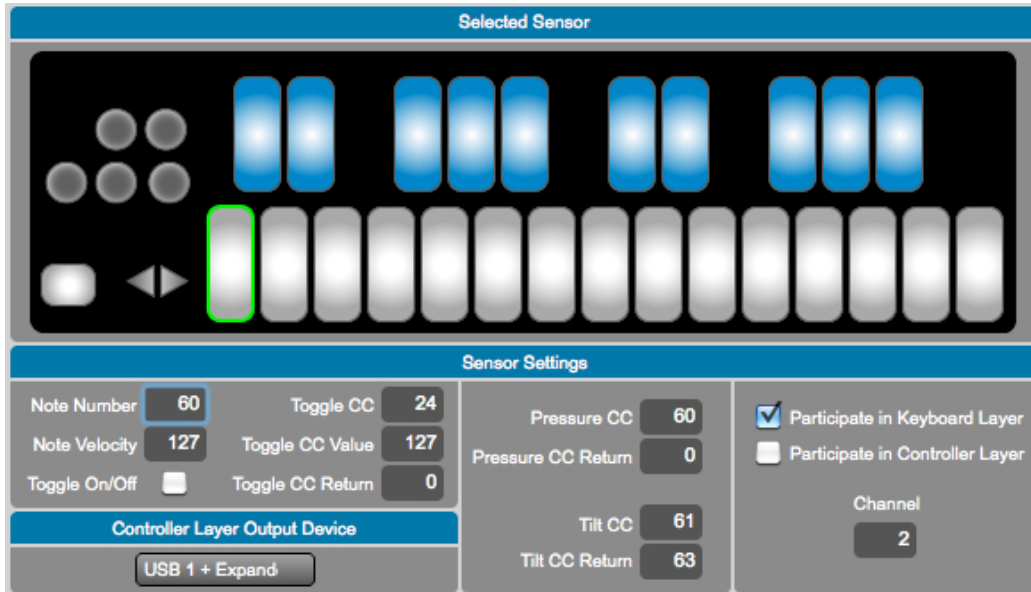 Selected Sensor
Sensor Settings
Note Number 60 Toggle CC 24
Note Velocity 127 Toggle CC Value 127
Toggle On/Off Toggle CC Return 0
Controller Layer Output Device
USB 1 + Expand
Pressure CC 60
Pressure CC Return 0
Tilt CC 61
Tilt CC Return 63
Participate in Keyboard Layer
Participate in Controller Layer
Channel
2